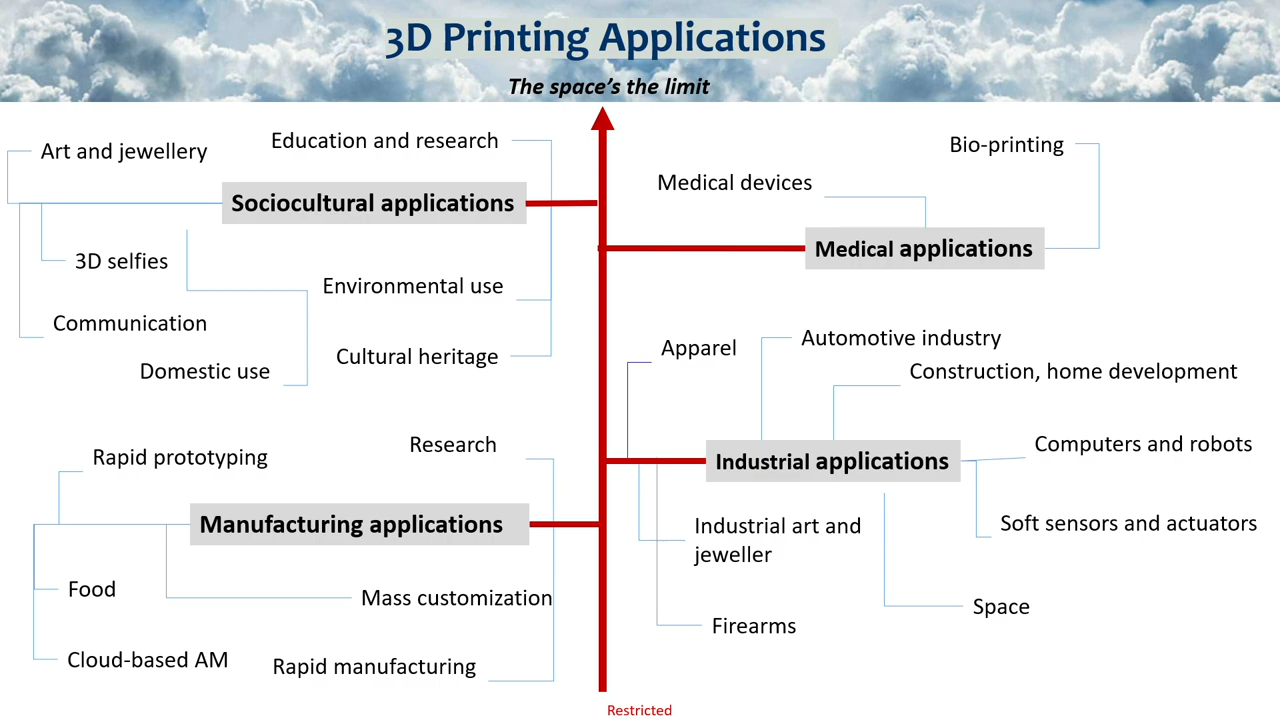 3D Printing Applications
The space's the limit
Art and jewellery
Education and research
Sociocultural applications
3D selfies
Environmental use
Communication
Cultural heritage
Domestic use
Bio-printing
Medical devices
Medical applications
Apparel
Automotive industry
Construction, home development
Computers and robots
Industrial applications
Industrial art and
jeweller
Soft sensors and actuators
Space
Firearms
Research
Rapid prototyping
Manufacturing applications
Food
Mass customization
Cloud-based AM
Rapid manufacturing
Restricted